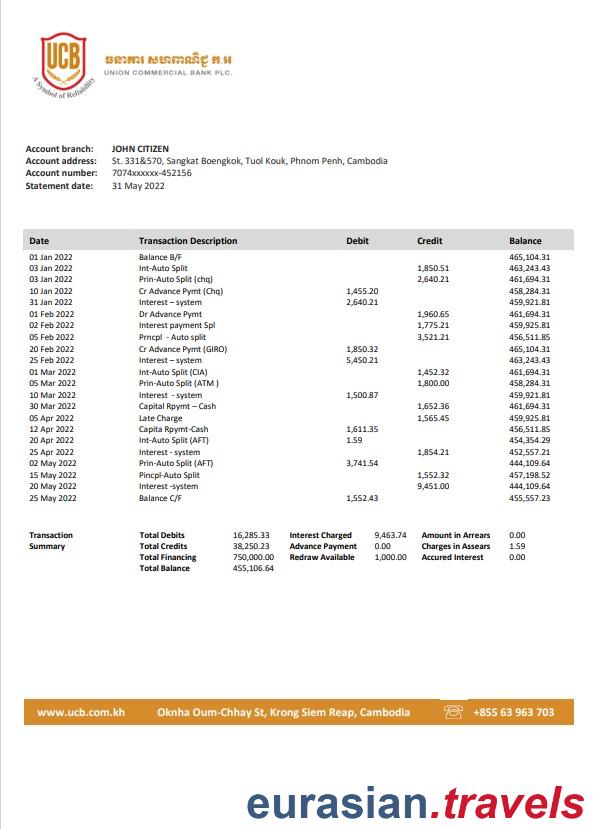 UCB
A Symbol of Reliability
ធនាគារ សហពាណិជ្ជ ក.អ
UNION COMMERCIAL BANK PLC.
Account branch: JOHN CITIZEN
Account address: St. 331&570, Sangkat Boengkok, Tuol Kouk, Phnom Penh, Cambodia
Account number: 7074xxxxxx-452156
Statement date: 31 May 2022
Date Transaction Description Debit Credit Balance
01 Jan 2022 Balance B/F 465,104.31
03 Jan 2022 Int-Auto Split 1,850.51 463,243.43
03 Jan 2022 Prin-Auto Split (chq) 2,640.21 461,694.31
10 Jan 2022 Cr Advance Pymt (Chq) 1,455.20 458,284.31
31 Jan 2022 Interest – system 2,640.21 459,921.81
01 Feb 2022 Dr Advance Pymt 1,960.65 461,694.31
02 Feb 2022 Interest payment Spl 1,775.21 459,925.81
05 Feb 2022 Prncpl - Auto split 3,521.21 456,511.85
20 Feb 2022 Cr Advance Pymt (GIRO) 1,850.32 465,104.31
25 Feb 2022 Interest – system 5,450.21 463,243.43
01 Mar 2022 Int-Auto Split (CIA) 1,452.32 461,694.31
05 Mar 2022 Prin-Auto Split (ATM ) 1,800.00 458,284.31
10 Mar 2022 Interest - system 1,500.87 459,921.81
30 Mar 2022 Capital Rpymt – Cash 1,652.36 461,694.31
05 Apr 2022 Late Charge 1,565.45 459,925.81
12 Apr 2022 Capita Rpymt-Cash 1,611.35 456,511.85
20 Apr 2022 Int-Auto Split (AFT) 1.59 454,354.29
25 Apr 2022 Interest - system 1,854.21 452,557.21
02 May 2022 Prin-Auto Split (AFT) 3,741.54 444,109.64
15 May 2022 Pincpl-Auto Split 1,552.32 457,198.52
20 May 2022 Interest -system 9,451.00 444,109.64
25 May 2022 Balance C/F 1,552.43 455,557.23
Transaction Total Debits 16,285.33 Interest Charged 9,463.74 Amount in Arrears 0.00
Summary Total Credits 38,250.23 Advance Payment 0.00 Charges in Assears 1.59
Total Financing 750,000.00 Redraw Available 1,000.00 Accured Interest 0.00
Total Balance 455,106.64
www.ucb.com.kh Oknha Oum-Chhay St, Krong Siem Reap, Cambodia +855 63 963 703
eurasian.travels